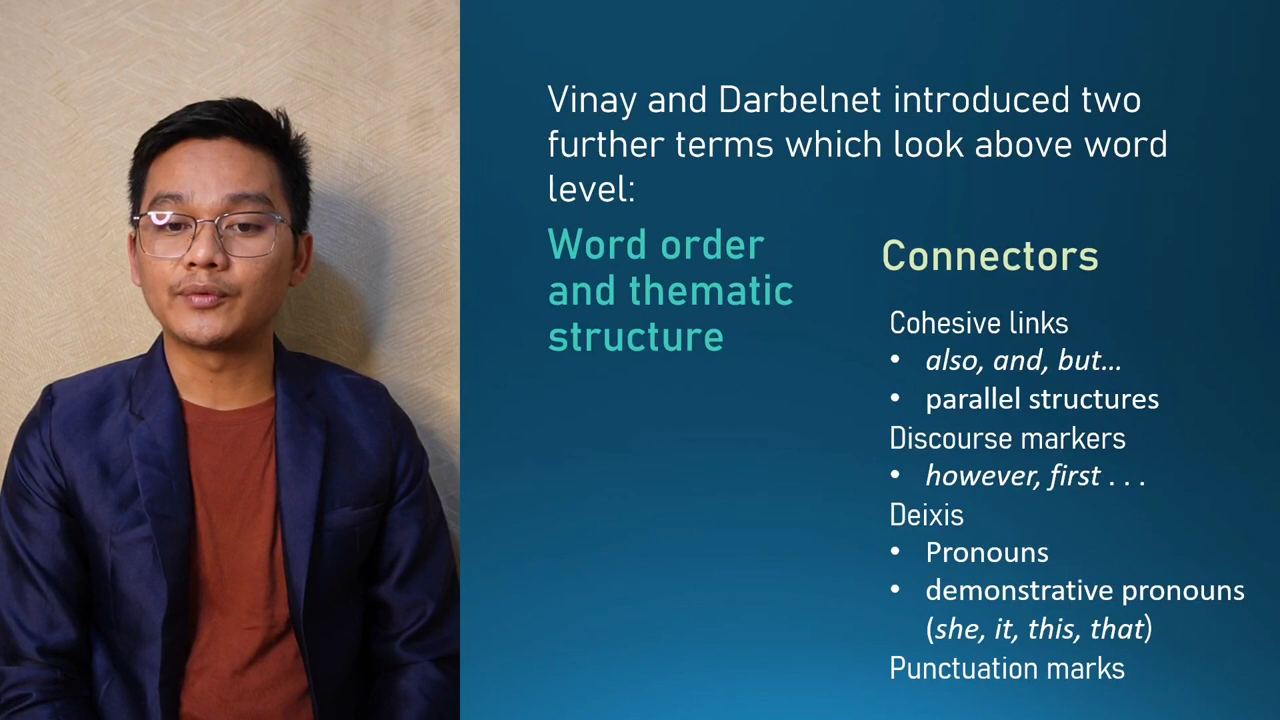 Vinay and Darbelnet introduced two
further terms which look above word
level:
Word order
and thematic
structure
Connectors
Cohesive links
• also, and, but...
• parallel structures
Discourse markers
• however, first . . .
Deixis
• Pronouns
• demonstrative pronouns
(she, it, this, that)
Punctuation marks